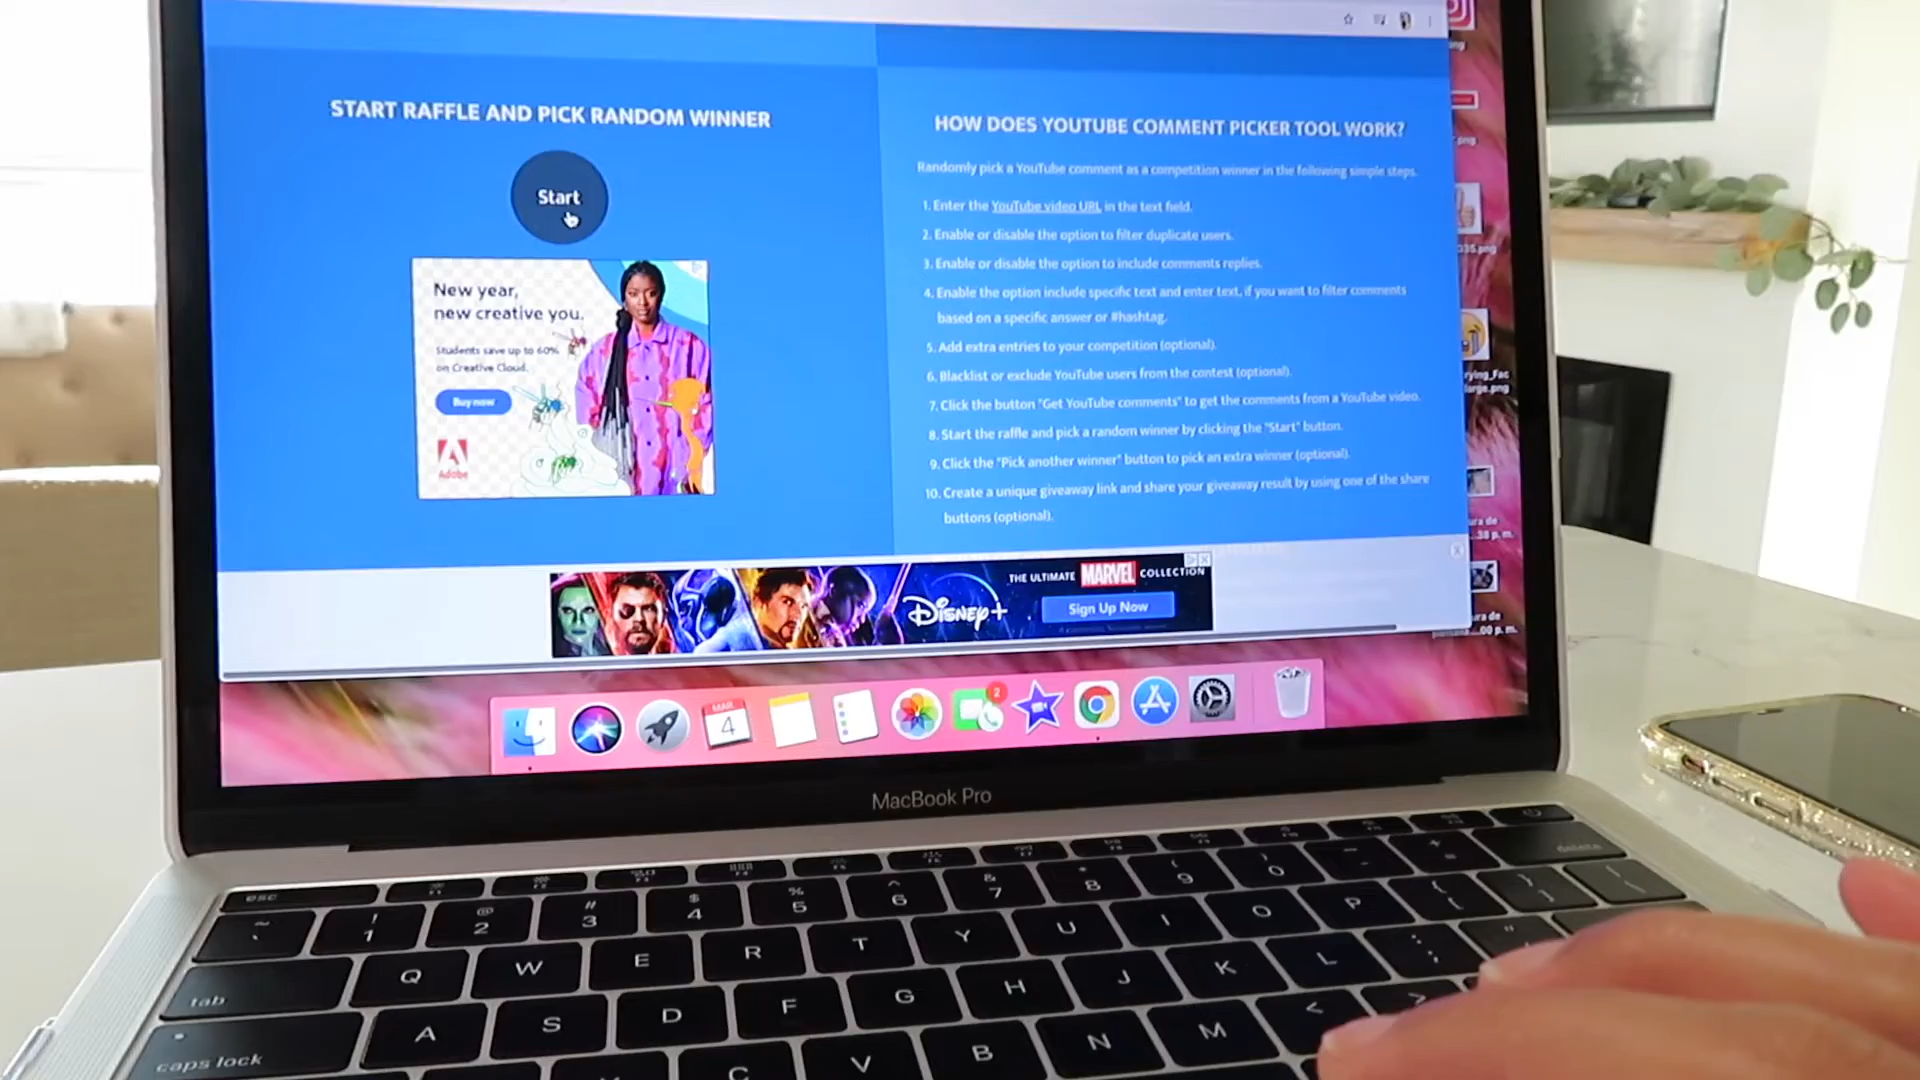 START RAFFLE AND PICK RANDOM WINNER
Start
New year,
new creative you.
Students save up to 60%
on Creative Cloud.
Buy now
Adobe
HOW DOES YOUTUBE COMMENT PICKER TOOL WORK?
Randomly pick a YouTube comment as a competition winner in the following simple steps.
1. Enter the YouTube video URL in the text field.
2. Enable or disable the option to filter duplicate users.
3. Enable or disable the option to include comments replies.
4. Enable the option include specific text and enter text, if you want to filter comments
based on a specific answer or #hashtag.
5. Add extra entries to your competition (optional).
6. Blacklist or exclude YouTube users from the contest (optional).
7. Click the button "Get YouTube comments" to get the comments from a YouTube video.
8. Start the raffle and pick a random winner by clicking the "Start" button.
9. Click the "Pick another winner" button to pick an extra winner (optional).
10. Create a unique giveaway link and share your giveaway result by using one of the share
buttons (optional).
THE ULTIMATE MARVEL COLLECTION
DISNEY+
Sign Up Now
MAR
4
2
MacBook Pro
esc
~ ! 1 @ 2 # 3 $ 4 % 5 ^ 6 & 7 * 8 ( 9 ) 0 - + = delete
tab Q W E R T Y U I O P { [ } ] \
caps lock A S D F G H J K L : ; "
C V B N M < >